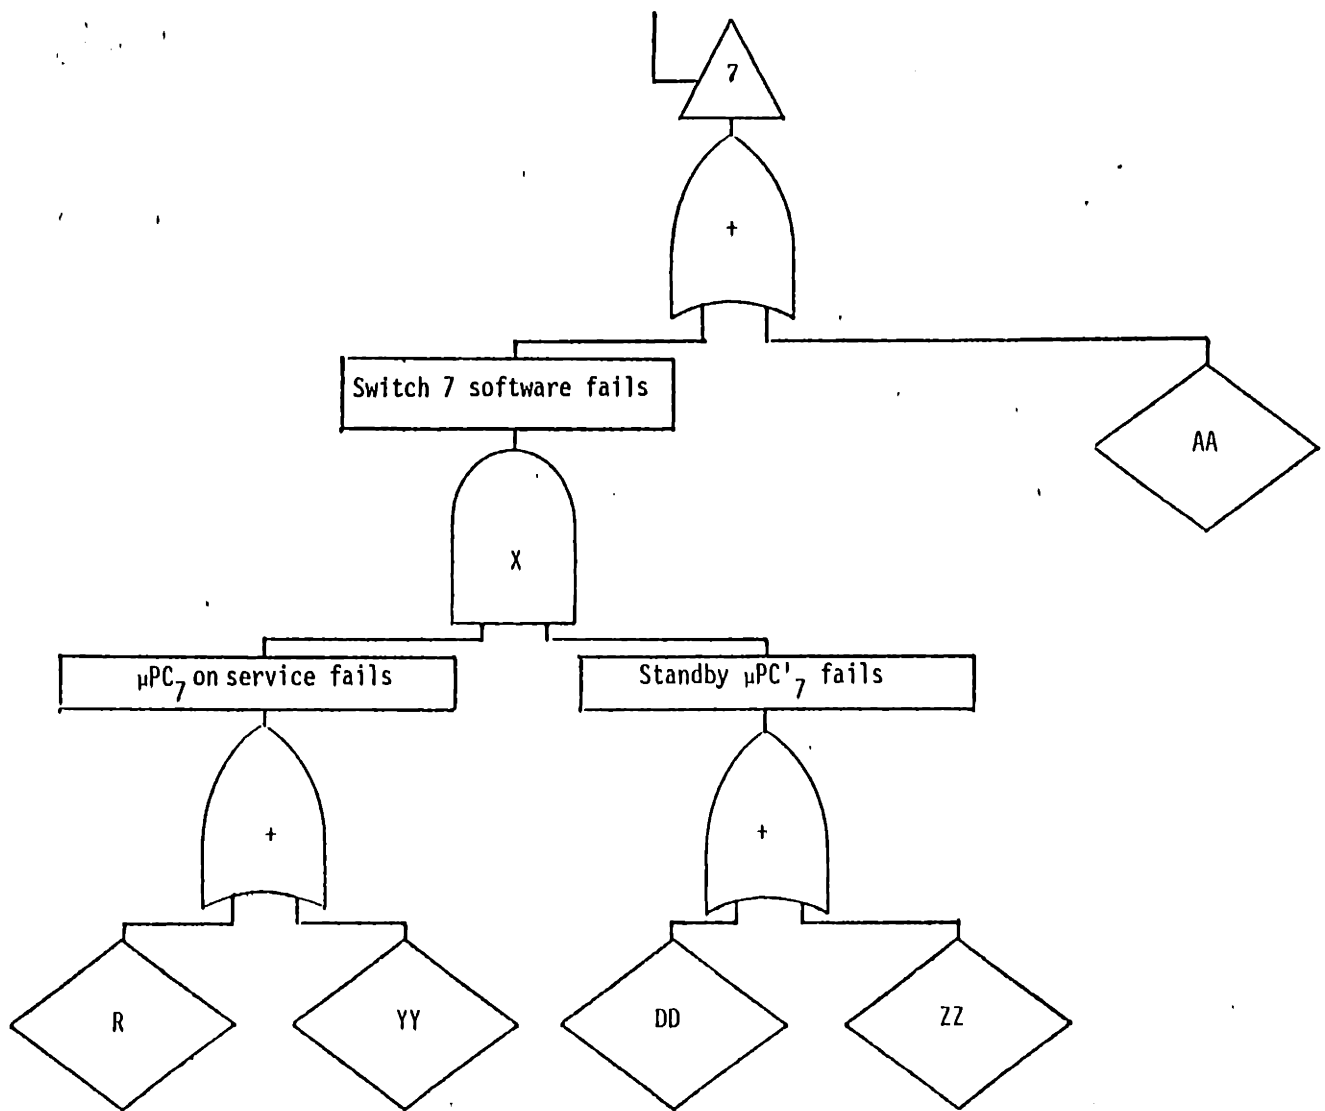 7
+
Switch 7 software fails
AA
X
μPC7 on service fails
Standby μPC'7 fails
+
+
R
YY
DD
ZZ